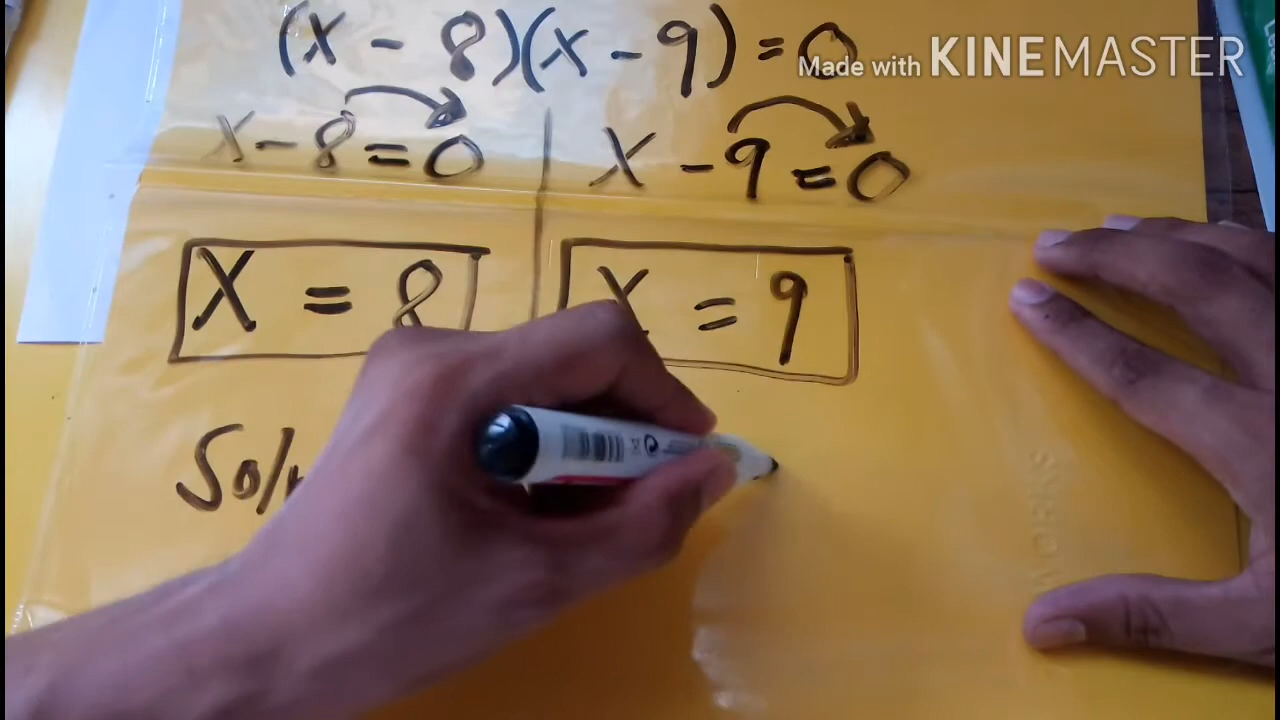 (x - 8)(x - 9) = 0
Made with KINEMASTER
x - 8 = 0 | x - 9 = 0
x = 8 x = 9